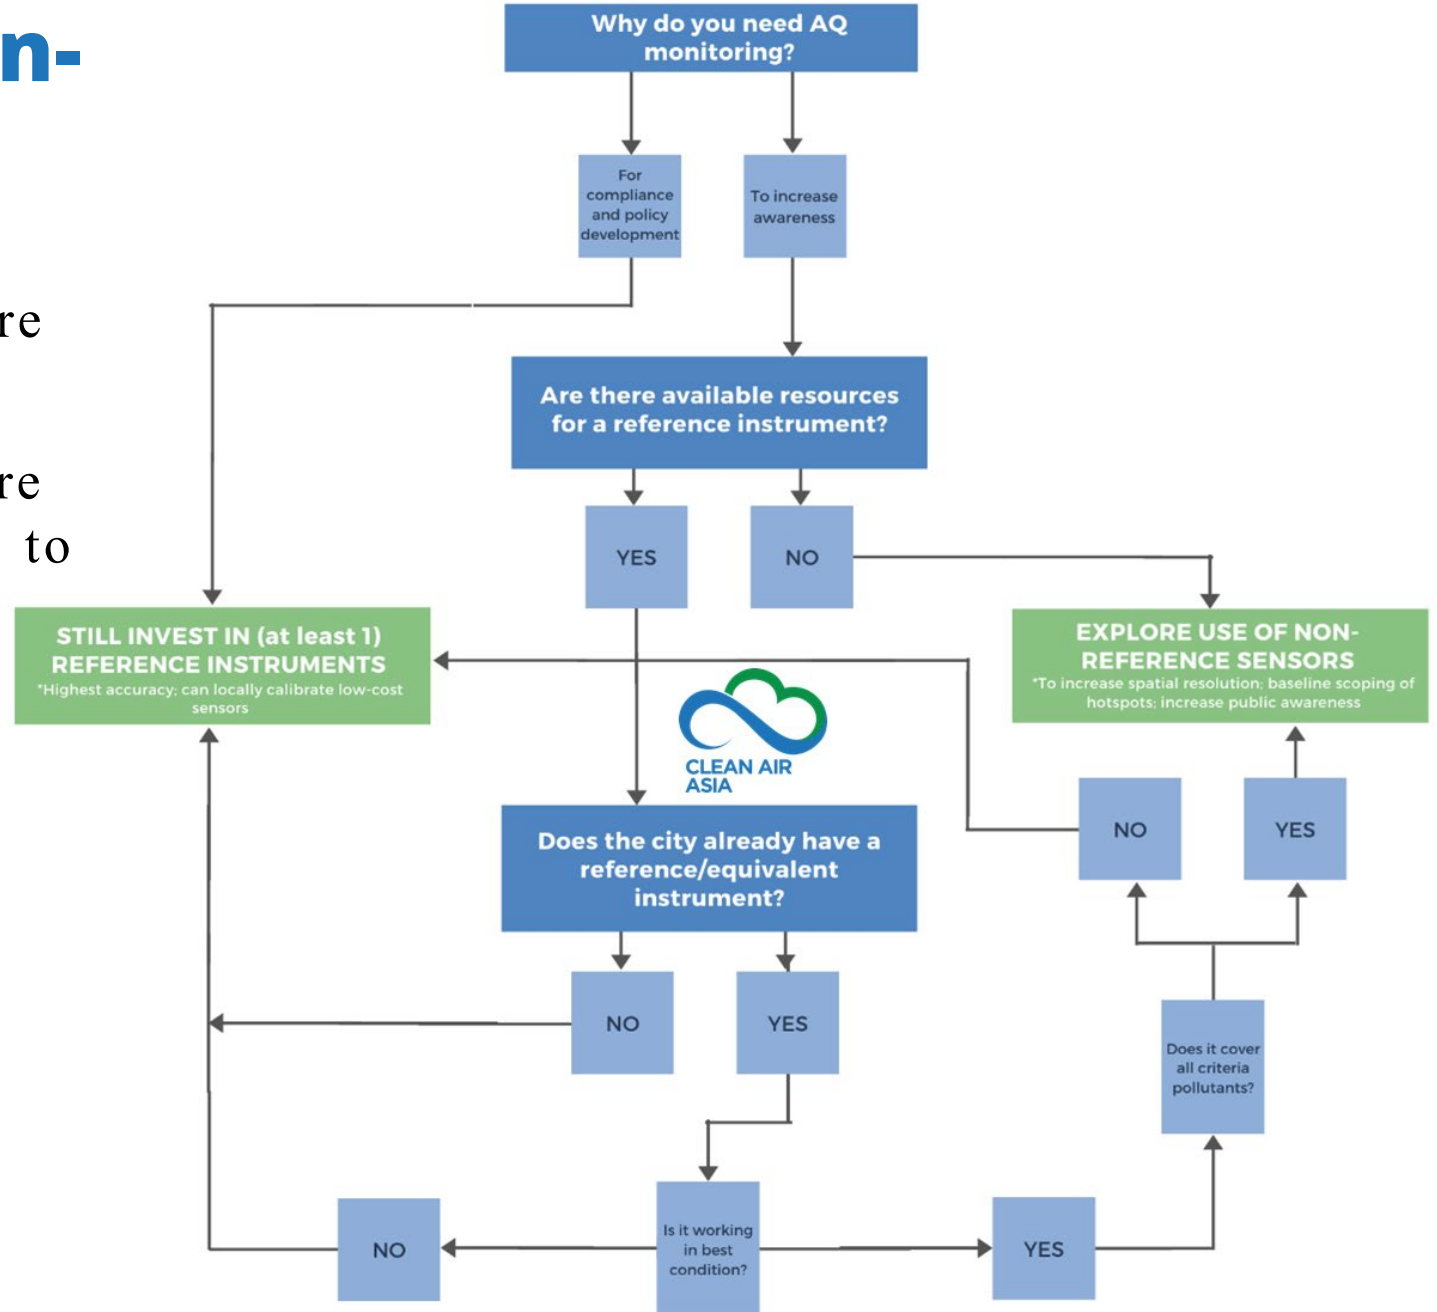 n-
Why do you need AQ
monitoring?
For
compliance
and policy
development
To increase
awareness
re
Are there available resources
for a reference instrument?
re
to
YES
NO
STILL INVEST IN (at least 1)
REFERENCE INSTRUMENTS
*Highest accuracy; can locally calibrate low-cost
sensors
EXPLORE USE OF NON-
REFERENCE SENSORS
*To increase spatial resolution; baseline scoping of
hotspots; increase public awareness
CLEAN AIR
ASIA
NO
YES
Does the city already have a
reference/equivalent
instrument?
NO
YES
Does it cover
all criteria
pollutants?
NO
Is it working
in best
condition?
YES